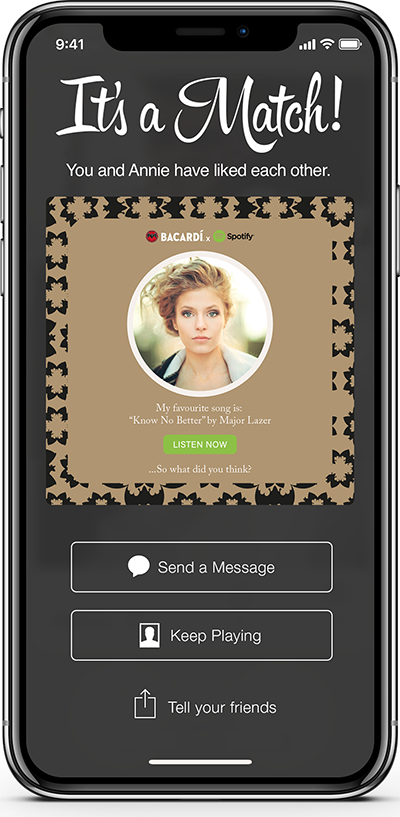 9:41
It's a Match!
You and Annie have liked each other.
BACARDÍ. x Spotify
My favourite song is:
“Know No Better” by Major Lazer
LISTEN NOW
...So what did you think?
Send a Message
Keep Playing
Tell your friends